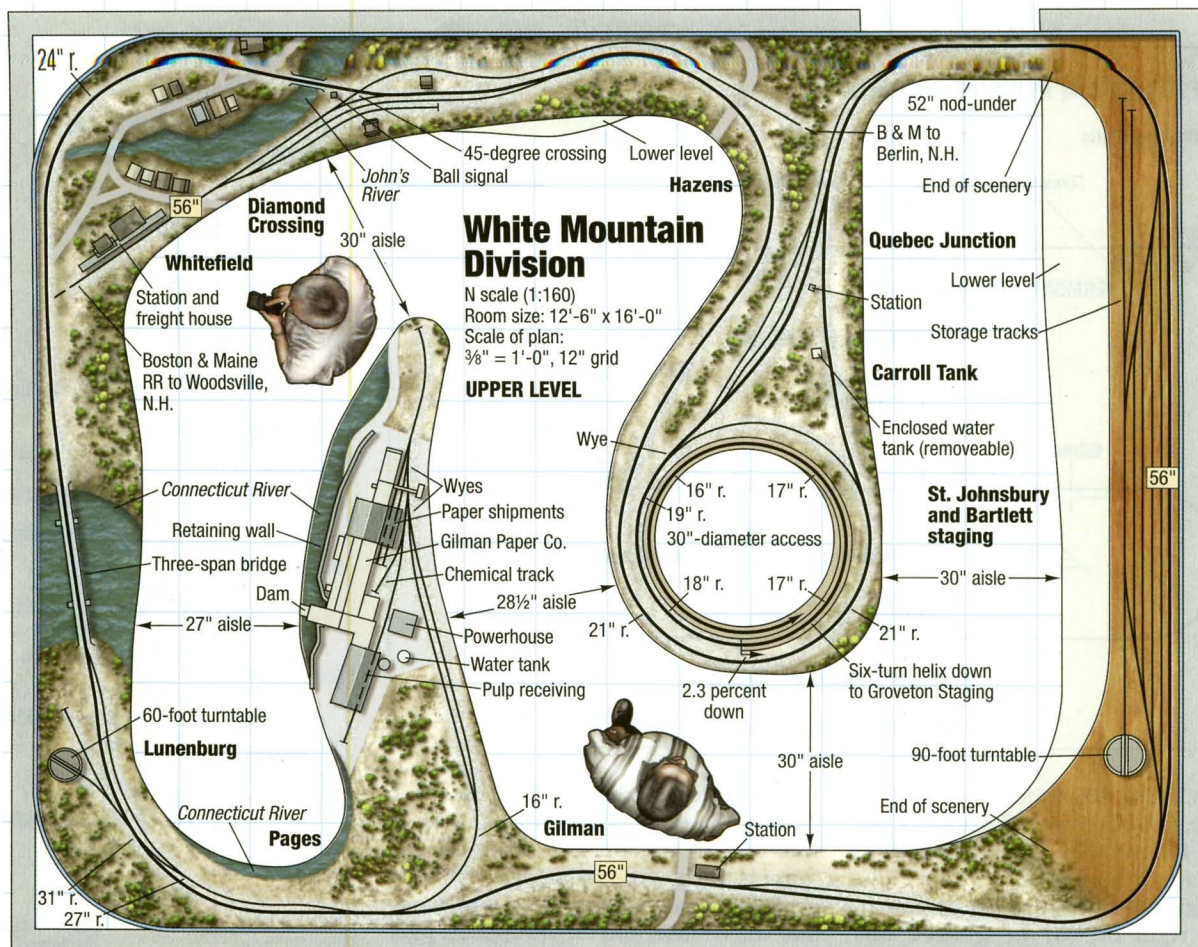 24" r.
52" nod-under
B & M to
Berlin, N.H.
45-degree crossing
Lower level
Ball signal
John's
River
Hazens
End of scenery
56"
Diamond
Crossing
30" aisle
White Mountain
Division
N scale (1:160)
Room size: 12'-6" x 16'-0"
Scale of plan:
3/8" = 1'-0", 12" grid
UPPER LEVEL
Quebec Junction
Whitefield
Station and
freight house
Lower level
Station
Storage tracks
Boston & Maine
RR to Woodsville,
N.H.
Carroll Tank
Enclosed water
tank (removeable)
Wye
Connecticut River
Retaining wall
Three-span bridge
Dam
27" aisle
Wyes
Paper shipments
Gilman Paper Co.
Chemical track
28½" aisle
Powerhouse
Water tank
Pulp receiving
16" r.
17" r.
19" r.
30"-diameter access
18" r.
17" r.
21" r.
21" r.
St. Johnsbury
and Bartlett
staging
56"
30" aisle
2.3 percent
down
Six-turn helix down
to Groveton Staging
60-foot turntable
Lunenburg
30" aisle
90-foot turntable
Connecticut River
Pages
16" r.
Gilman
Station
End of scenery
56"
31" r.
27" r.